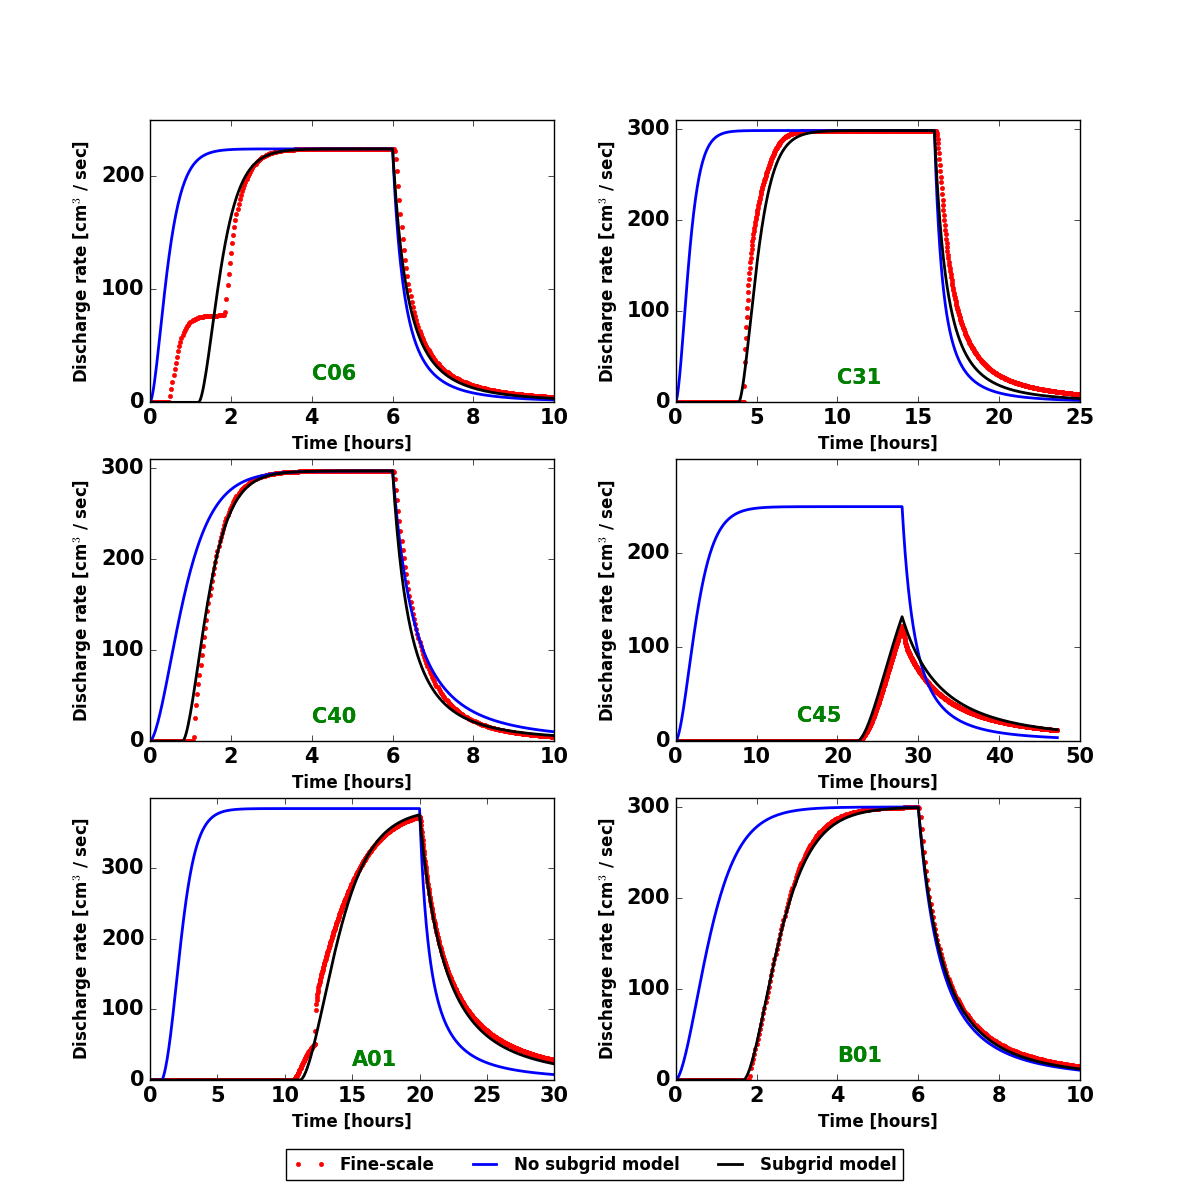 Discharge rate [cm³ / sec]
200
100
0
C06
0 2 4 6 8 10
Time [hours]
Discharge rate [cm³ / sec]
300
200
100
0
C31
0 5 10 15 20 25
Time [hours]
Discharge rate [cm³ / sec]
300
200
100
0
C40
0 2 4 6 8 10
Time [hours]
Discharge rate [cm³ / sec]
200
100
0
C45
0 10 20 30 40 50
Time [hours]
Discharge rate [cm³ / sec]
300
200
100
0
A01
0 5 10 15 20 25 30
Time [hours]
Discharge rate [cm³ / sec]
300
200
100
0
B01
0 2 4 6 8 10
Time [hours]
Fine-scale No subgrid model Subgrid model